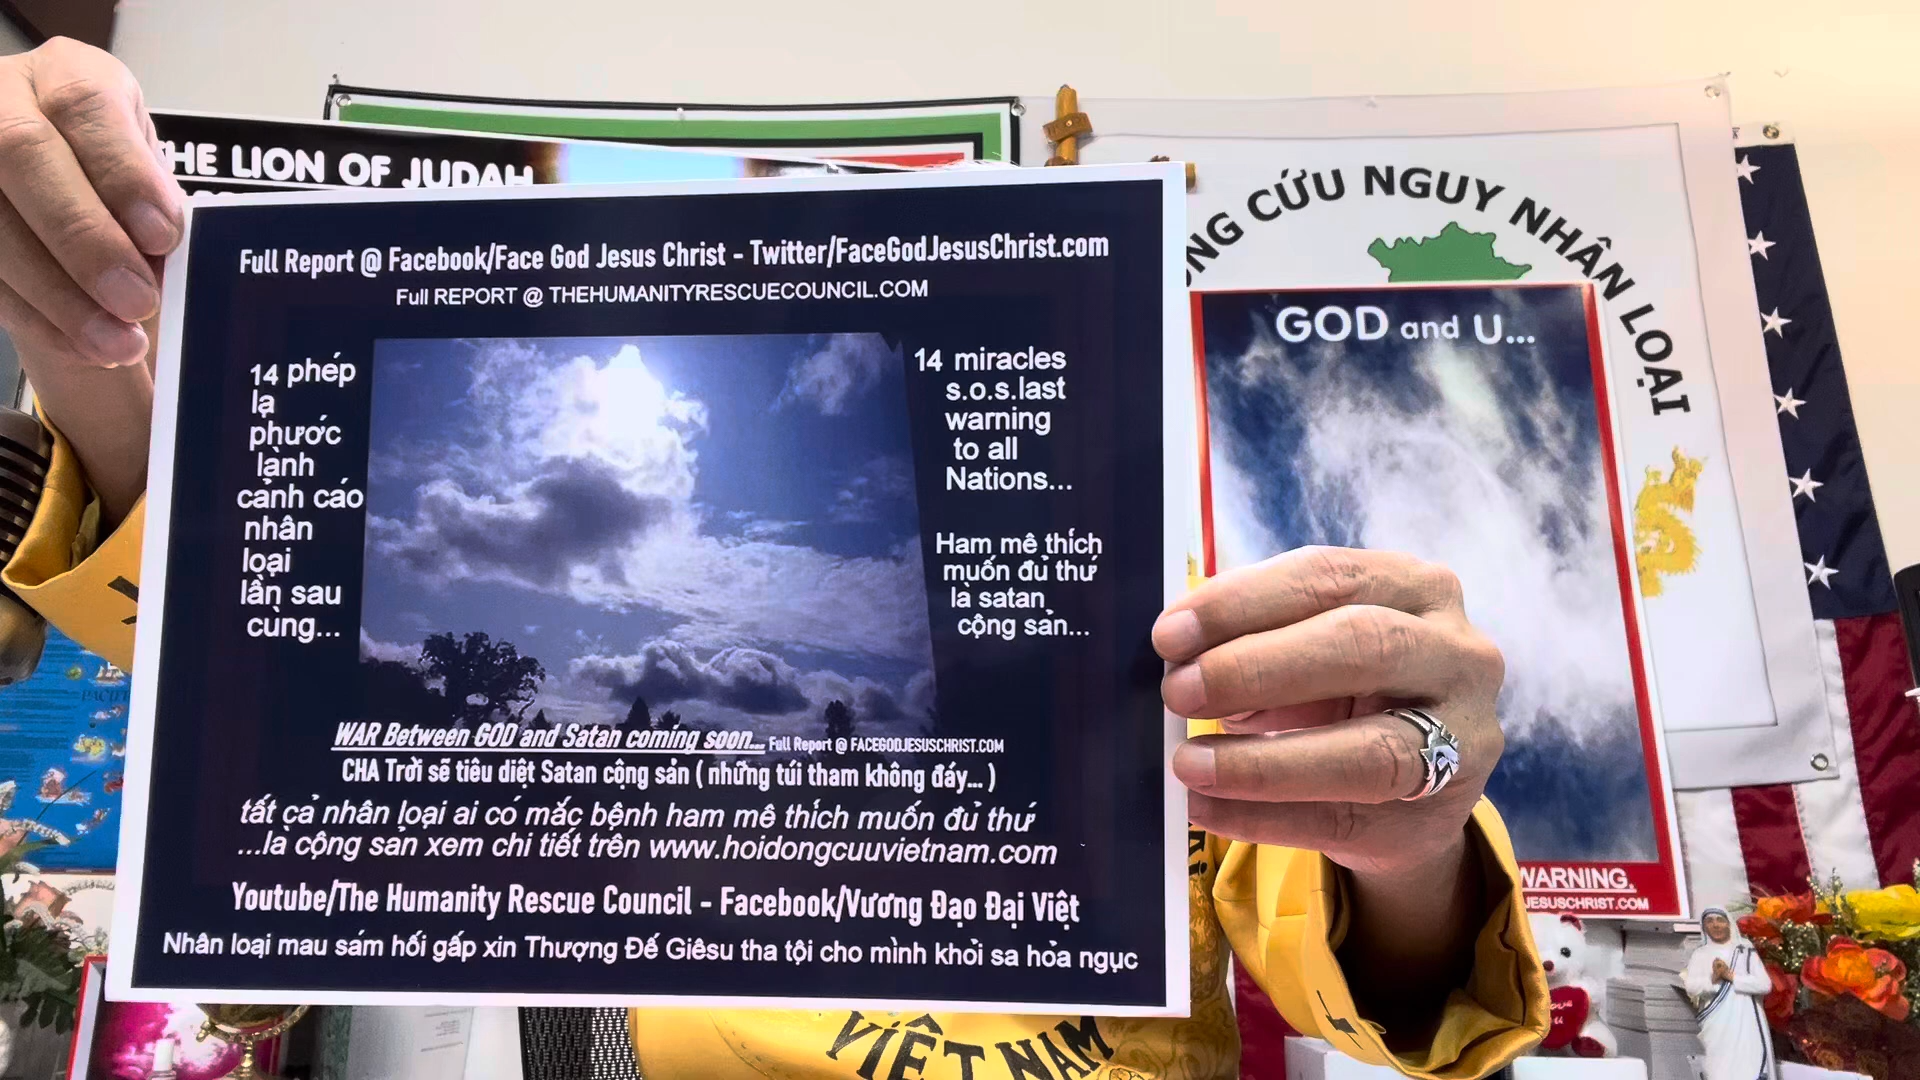 THE LION OF JUDAH
Full Report @ Facebook/Face God Jesus Christ - Twitter/FaceGodJesusChrist.com
Full REPORT @ THEHUMANITYRESCUECOUNCIL.COM
14 phép
lạ
phước
lành
cảnh cáo
nhân
loại
lần sau
cùng...
14 miracles
s.o.s.last
warning
to all
Nations...
Ham mê thích
muốn đủ thứ
là satan
cộng sản...
WAR Between GOD and Satan coming soon... Full Report @ FACEGODJESUSCHRIST.COM
CHA Trời sẽ tiêu diệt Satan cộng sản ( những túi tham không đáy... )
tất cả nhân loại ai có mắc bệnh ham mê thích muốn đủ thứ
...là cộng sản xem chi tiết trên www.hoidongcuuvietnam.com
Youtube/The Humanity Rescue Council - Facebook/Vương Đạo Đại Việt
Nhân loại mau sám hối gấp xin Thượng Đế Giêsu tha tội cho mình khỏi sa hỏa ngục
CỨU NGUY NHÂN LOẠI
GOD and U...
WARNING.
JESUSCHRIST.COM
VIỆT NAM